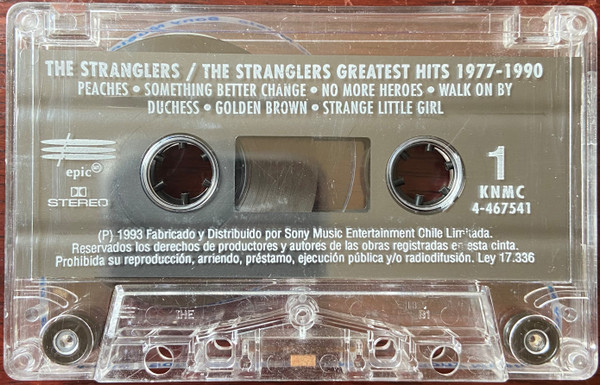 THE STRANGLERS / THE STRANGLERS GREATEST HITS 1977-1990
PEACHES • SOMETHING BETTER CHANGE • NO MORE HEROES • WALK ON BY
DUCHESS • GOLDEN BROWN • STRANGE LITTLE GIRL
epic
STEREO
1
KNMC
4-467541
(P) 1993 Fabricado y Distribuido por Sony Music Entertainment Chile Limitada.
Reservados los derechos de productores y autores de las obras registradas en esta cinta.
Prohibida su reproducción, arriendo, préstamo, ejecución pública y/o radiodifusión. Ley 17.336
THE